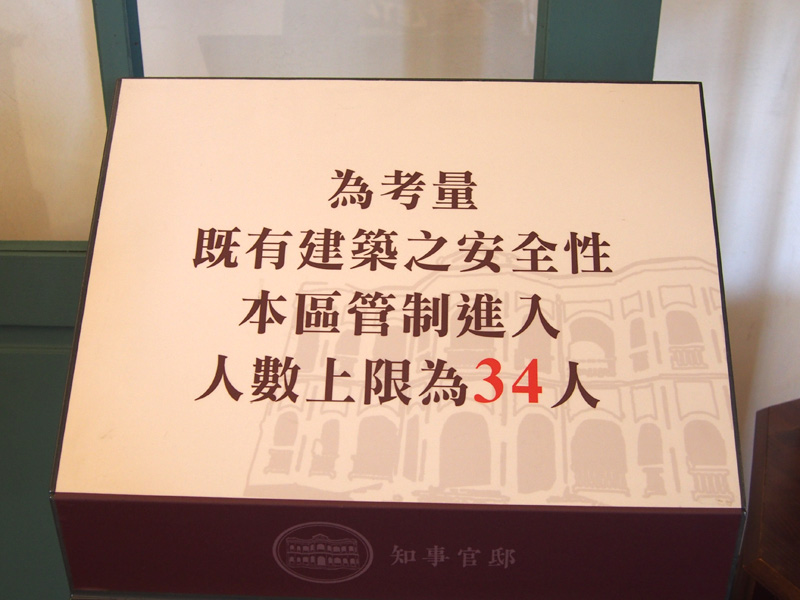 為考量
既有建築之安全性
本區管制進入
人數上限為34人
知事官邸